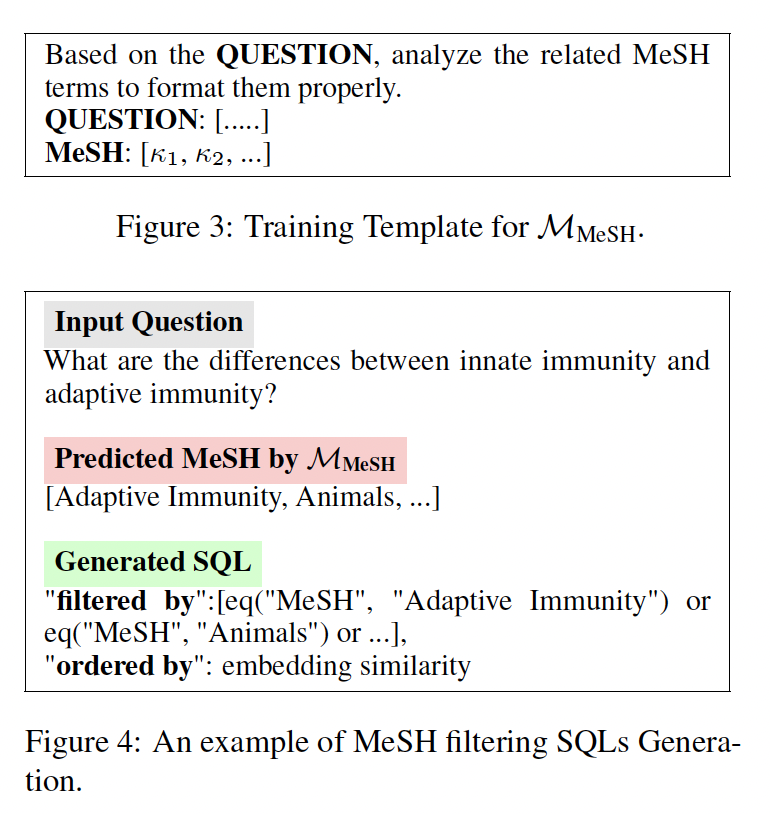 Based on the QUESTION, analyze the related MeSH
terms to format them properly.
QUESTION: [.....]
MeSH: [κ1, κ2, ...]
Figure 3: Training Template for ℳMeSH.
Input Question
What are the differences between innate immunity and
adaptive immunity?
Predicted MeSH by ℳMeSH
[Adaptive Immunity, Animals, ...]
Generated SQL
"filtered by":[eq("MeSH", "Adaptive Immunity") or
eq("MeSH", "Animals") or ...],
"ordered by": embedding similarity
Figure 4: An example of MeSH filtering SQLs Genera-
tion.